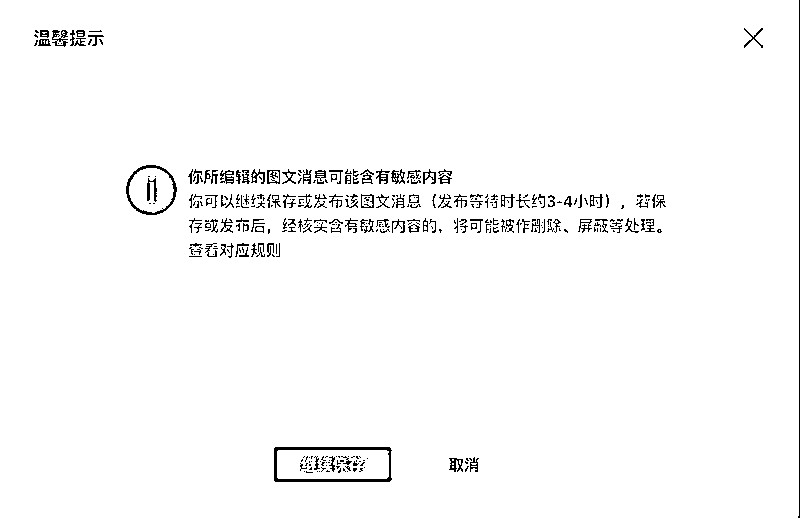 温馨提示
你所编辑的图文消息可能含有敏感内容
你可以继续保存或发布该图文消息（发布等待时长约3-4小时），若保
存或发布后，经核实含有敏感内容的，将可能被作删除、屏蔽等处理。
查看对应规则
继续保存
取消